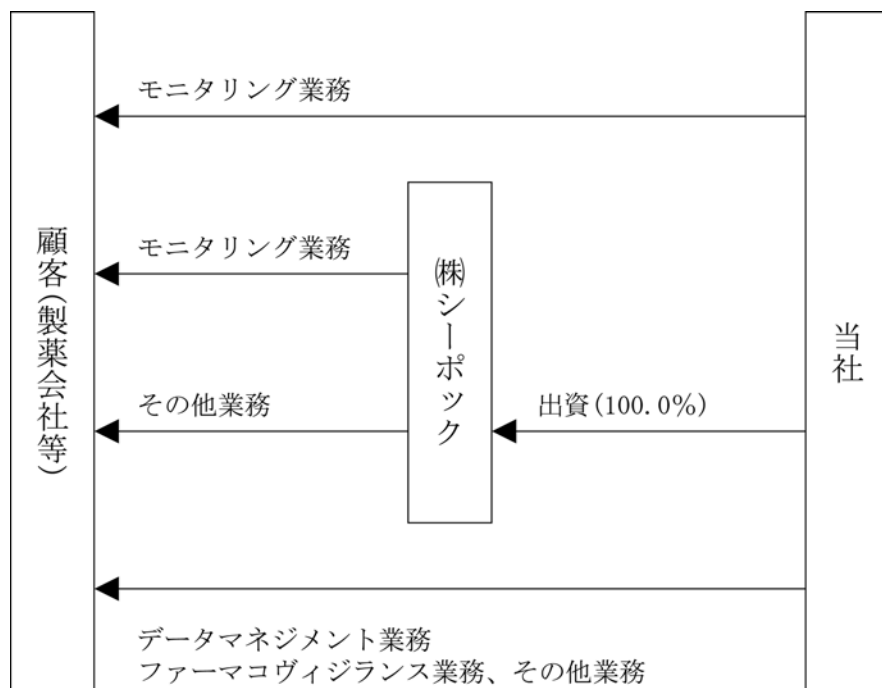 モニタリング業務
モニタリング業務
その他業務
出資(100.0%)
データマネジメント業務
ファーマコヴィジランス業務、その他業務
顧客(製薬会社等)
㈱シーポック
当社